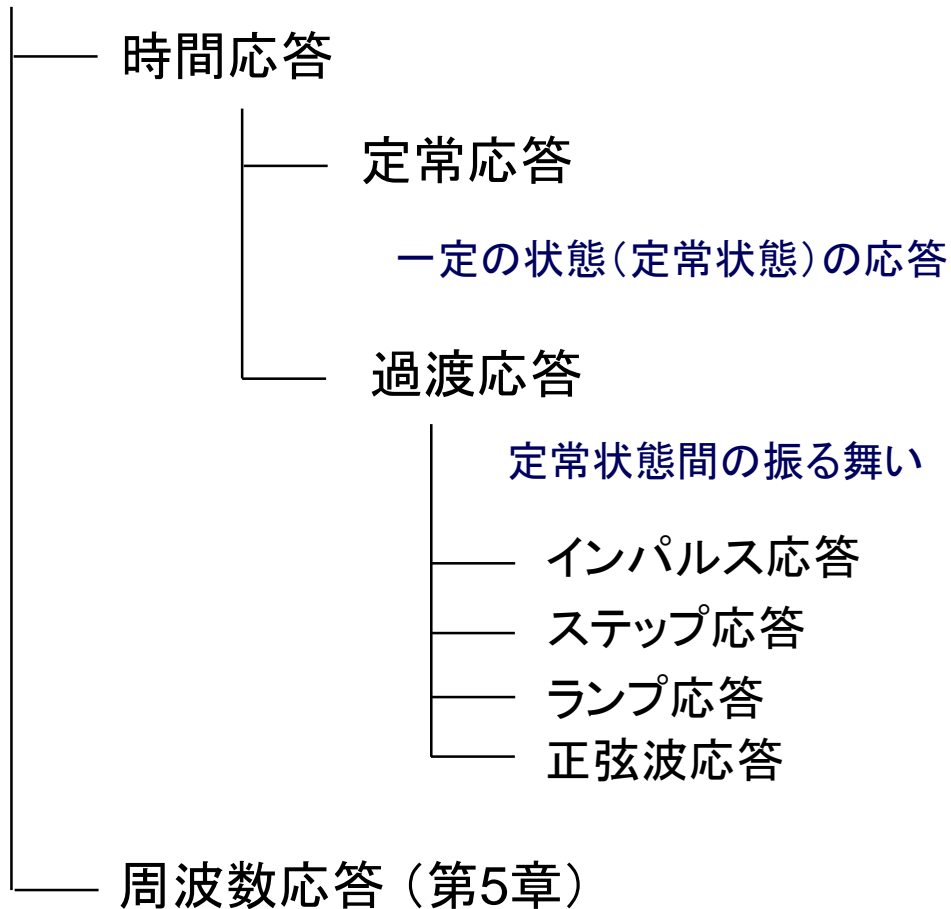 時間応答
定常応答
一定の状態(定常状態)の応答
過渡応答
定常状態間の振る舞い
インパルス応答
ステップ応答
ランプ応答
正弦波応答
周波数応答(第5章)